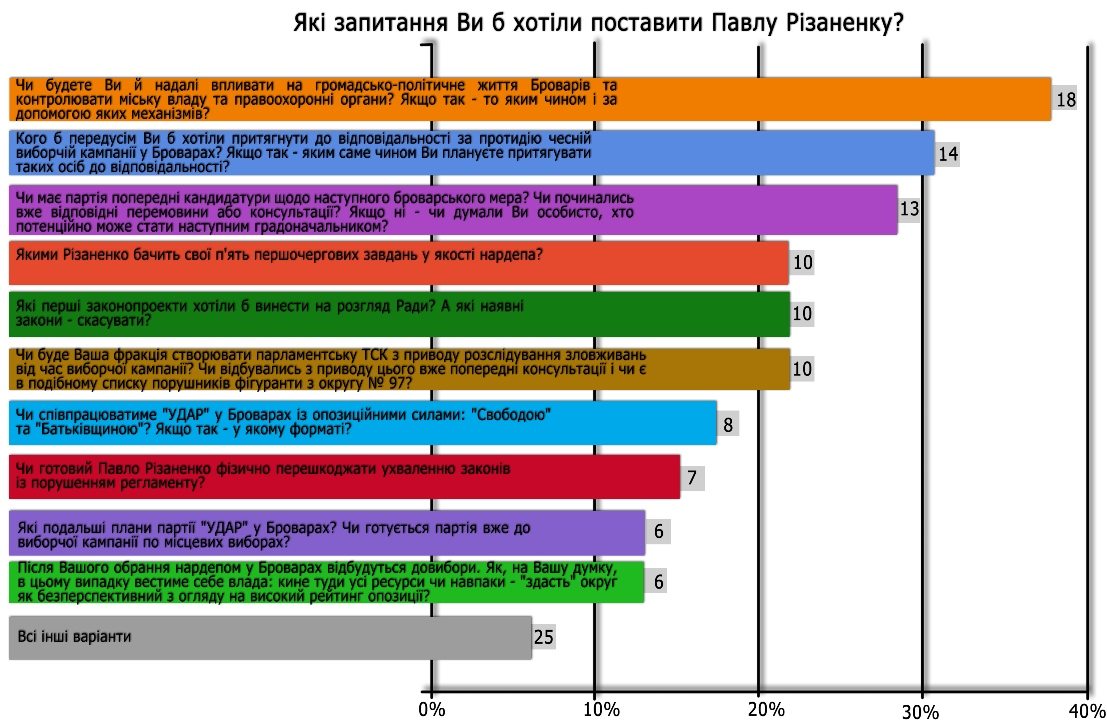 Які запитання Ви б хотіли поставити Павлу Різаненку?
Чи будете Ви й надалі впливати на громадсько-політичне життя Броварів та
контролювати міську владу та правоохоронні органи? Якщо так - то яким чином і за
допомогою яких механізмів?
18
Кого б передусім Ви б хотіли притягнути до відповідальності за протидію чесній
виборчій кампанії у Броварах? Якщо так - яким саме чином Ви плануєте притягувати
таких осіб до відповідальності?
14
Чи має партія попередні кандидатури щодо наступного броварського мера? Чи починались
вже відповідні перемовини або консультації? Якщо ні - чи думали Ви особисто, хто
потенційно може стати наступним градоначальником?
13
Якими Різаненко бачить свої п'ять першочергових завдань у якості нардепа?
10
Які перші законопроекти хотіли б винести на розгляд Ради? А які наявні
закони - скасувати?
10
Чи буде Ваша фракція створювати парламентську ТСК з приводу розслідування зловживань
від час виборчої кампанії? Чи відбувались з приводу цього вже попередні консультації і чи є
в подібному списку порушників фігуранти з округу № 97?
10
Чи співпрацюватиме "УДАР" у Броварах із опозиційними силами: "Свободою"
та "Батьківщиною"? Якщо так - у якому форматі?
8
Чи готовий Павло Різаненко фізично перешкоджати ухваленню законів
із порушенням регламенту?
7
Які подальші плани партії "УДАР" у Броварах? Чи готується партія вже до
виборчої кампанії по місцевих виборах?
6
Після Вашого обрання нардепом у Броварах відбудуться довибори. Як, на Вашу думку,
в цьому випадку вестиме себе влада: кине туди усі ресурси чи навпаки - "здасть" округ
як безперспективний з огляду на високий рейтинг опозиції?
6
Всі інші варіанти
25
0%
10%
20%
30%
40%